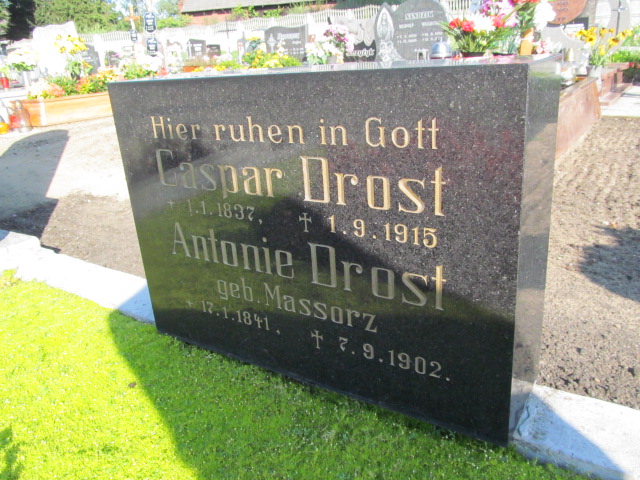 Hier ruhen in Gott
Caspar Drost
* 1.1.1837, † 1.9.1915
Antonie Drost
geb. Massorz
* 17.1.1841, † 7.9.1902.